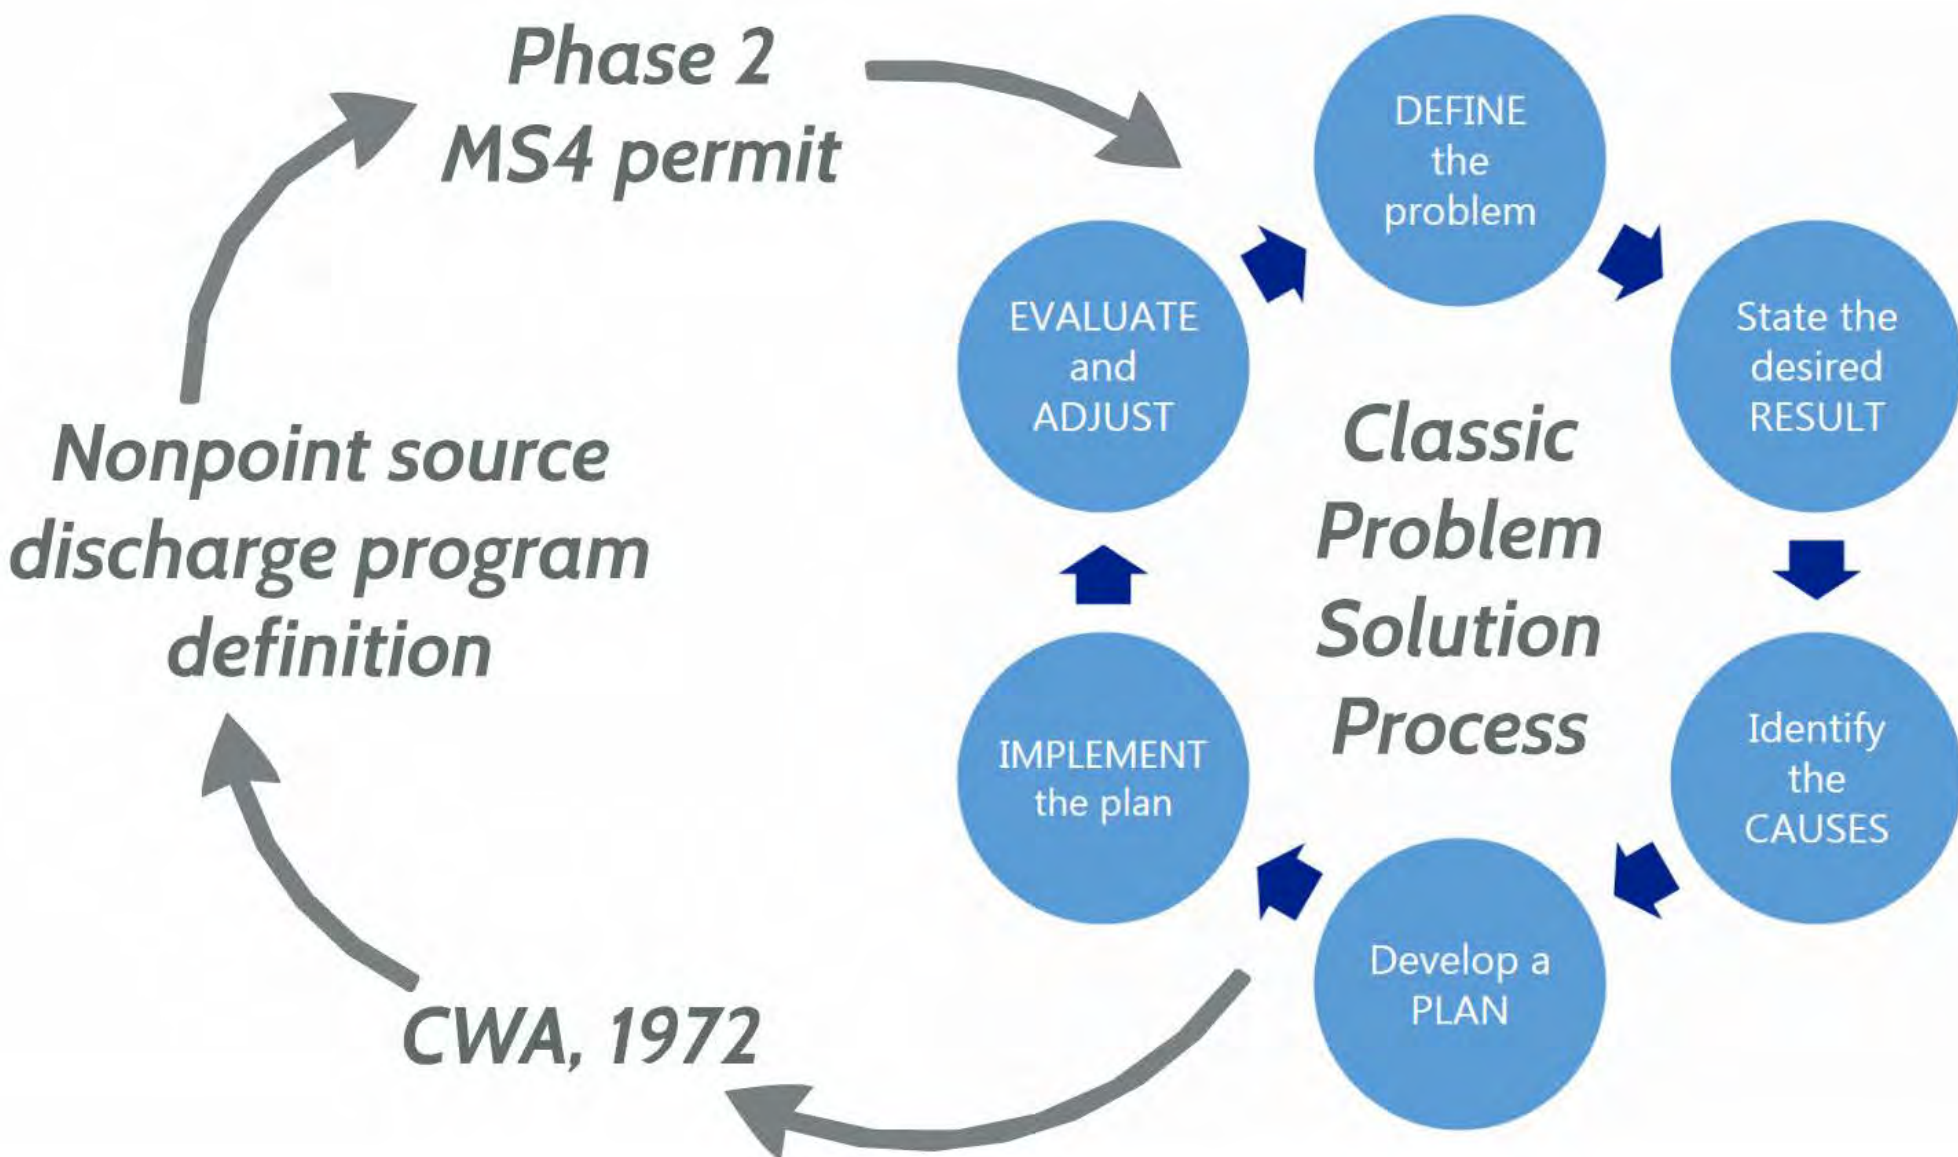 Phase 2
MS4 permit
Nonpoint source
discharge program
definition
CWA, 1972
DEFINE
the
problem
State the
desired
RESULT
Identify
the
CAUSES
Develop a
PLAN
IMPLEMENT
the plan
EVALUATE
and
ADJUST
Classic
Problem
Solution
Process